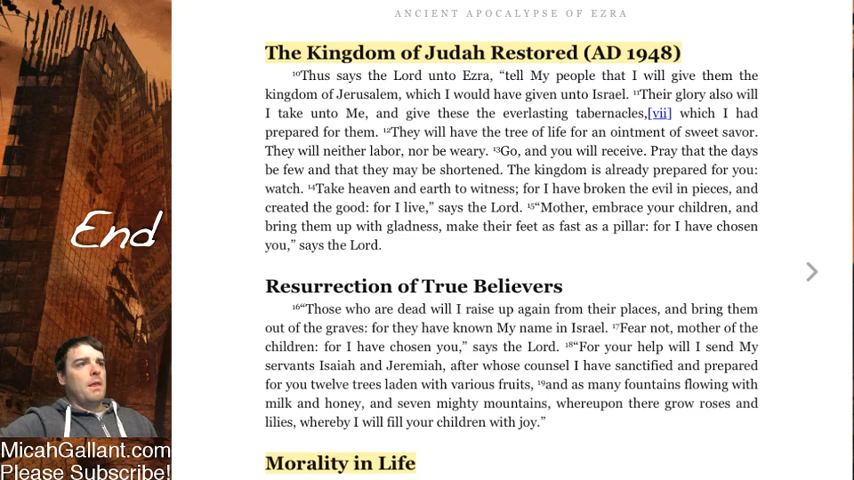 ANCIENT APOCALYPSE OF EZRA
The Kingdom of Judah Restored (AD 1948)
¹⁰Thus says the Lord unto Ezra, “tell My people that I will give them the
kingdom of Jerusalem, which I would have given unto Israel. ¹¹Their glory also will
I take unto Me, and give these the everlasting tabernacles,[vii] which I had
prepared for them. ¹²They will have the tree of life for an ointment of sweet savor.
They will neither labor, nor be weary. ¹³Go, and you will receive. Pray that the days
be few and that they may be shortened. The kingdom is already prepared for you:
watch. ¹⁴Take heaven and earth to witness; for I have broken the evil in pieces, and
created the good: for I live,” says the Lord. ¹⁵“Mother, embrace your children, and
bring them up with gladness, make their feet as fast as a pillar: for I have chosen
you,” says the Lord.
Resurrection of True Believers
¹⁶“Those who are dead will I raise up again from their places, and bring them
out of the graves: for they have known My name in Israel. ¹⁷Fear not, mother of the
children: for I have chosen you,” says the Lord. ¹⁸“For your help will I send My
servants Isaiah and Jeremiah, after whose counsel I have sanctified and prepared
for you twelve trees laden with various fruits, ¹⁹and as many fountains flowing with
milk and honey, and seven mighty mountains, whereupon there grow roses and
lilies, whereby I will fill your children with joy.”
Morality in Life
End
MicahGallant.com
Please Subscribe!